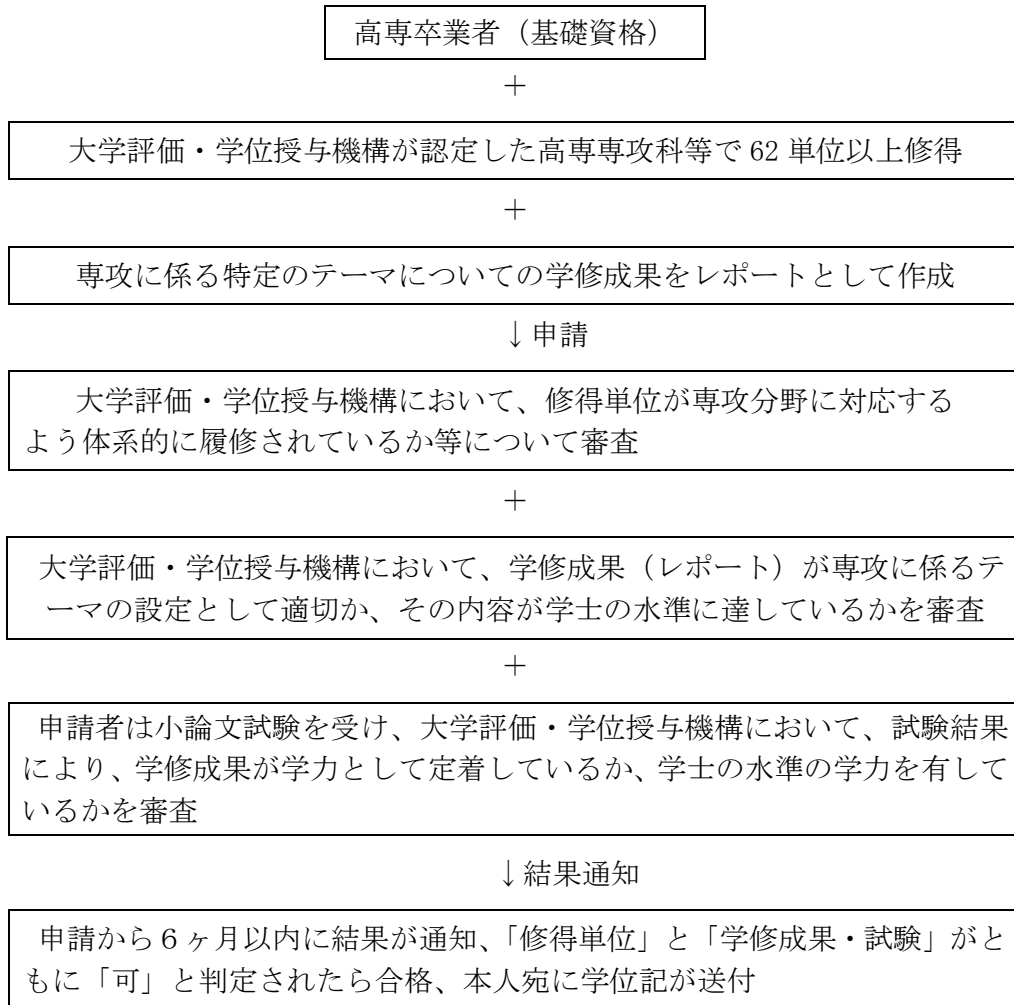 高専卒業者（基礎資格）
＋
大学評価・学位授与機構が認定した高専専攻科等で 62 単位以上修得
＋
専攻に係る特定のテーマについての学修成果をレポートとして作成
↓申請
大学評価・学位授与機構において、修得単位が専攻分野に対応する
よう体系的に履修されているか等について審査
＋
大学評価・学位授与機構において、学修成果（レポート）が専攻に係るテ
ーマの設定として適切か、その内容が学士の水準に達しているかを審査
＋
申請者は小論文試験を受け、大学評価・学位授与機構において、試験結果
により、学修成果が学力として定着しているか、学士の水準の学力を有して
いるかを審査
↓結果通知
申請から６ヶ月以内に結果が通知、「修得単位」と「学修成果・試験」がと
もに「可」と判定されたら合格、本人宛に学位記が送付